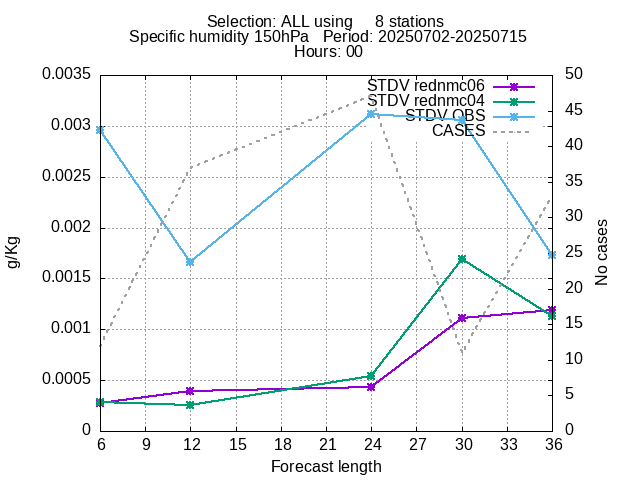 Selection: ALL using 8 stations
Specific humidity 150hPa Period: 20250702-20250715
Hours: 00
STDV rednmc06
STDV rednmc04
STDV OBS
CASES
g/Kg
No cases
0.0035
0.003
0.0025
0.002
0.0015
0.001
0.0005
0
50
45
40
35
30
25
20
15
10
5
0
6 9 12 15 18 21 24 27 30 33 36
Forecast length